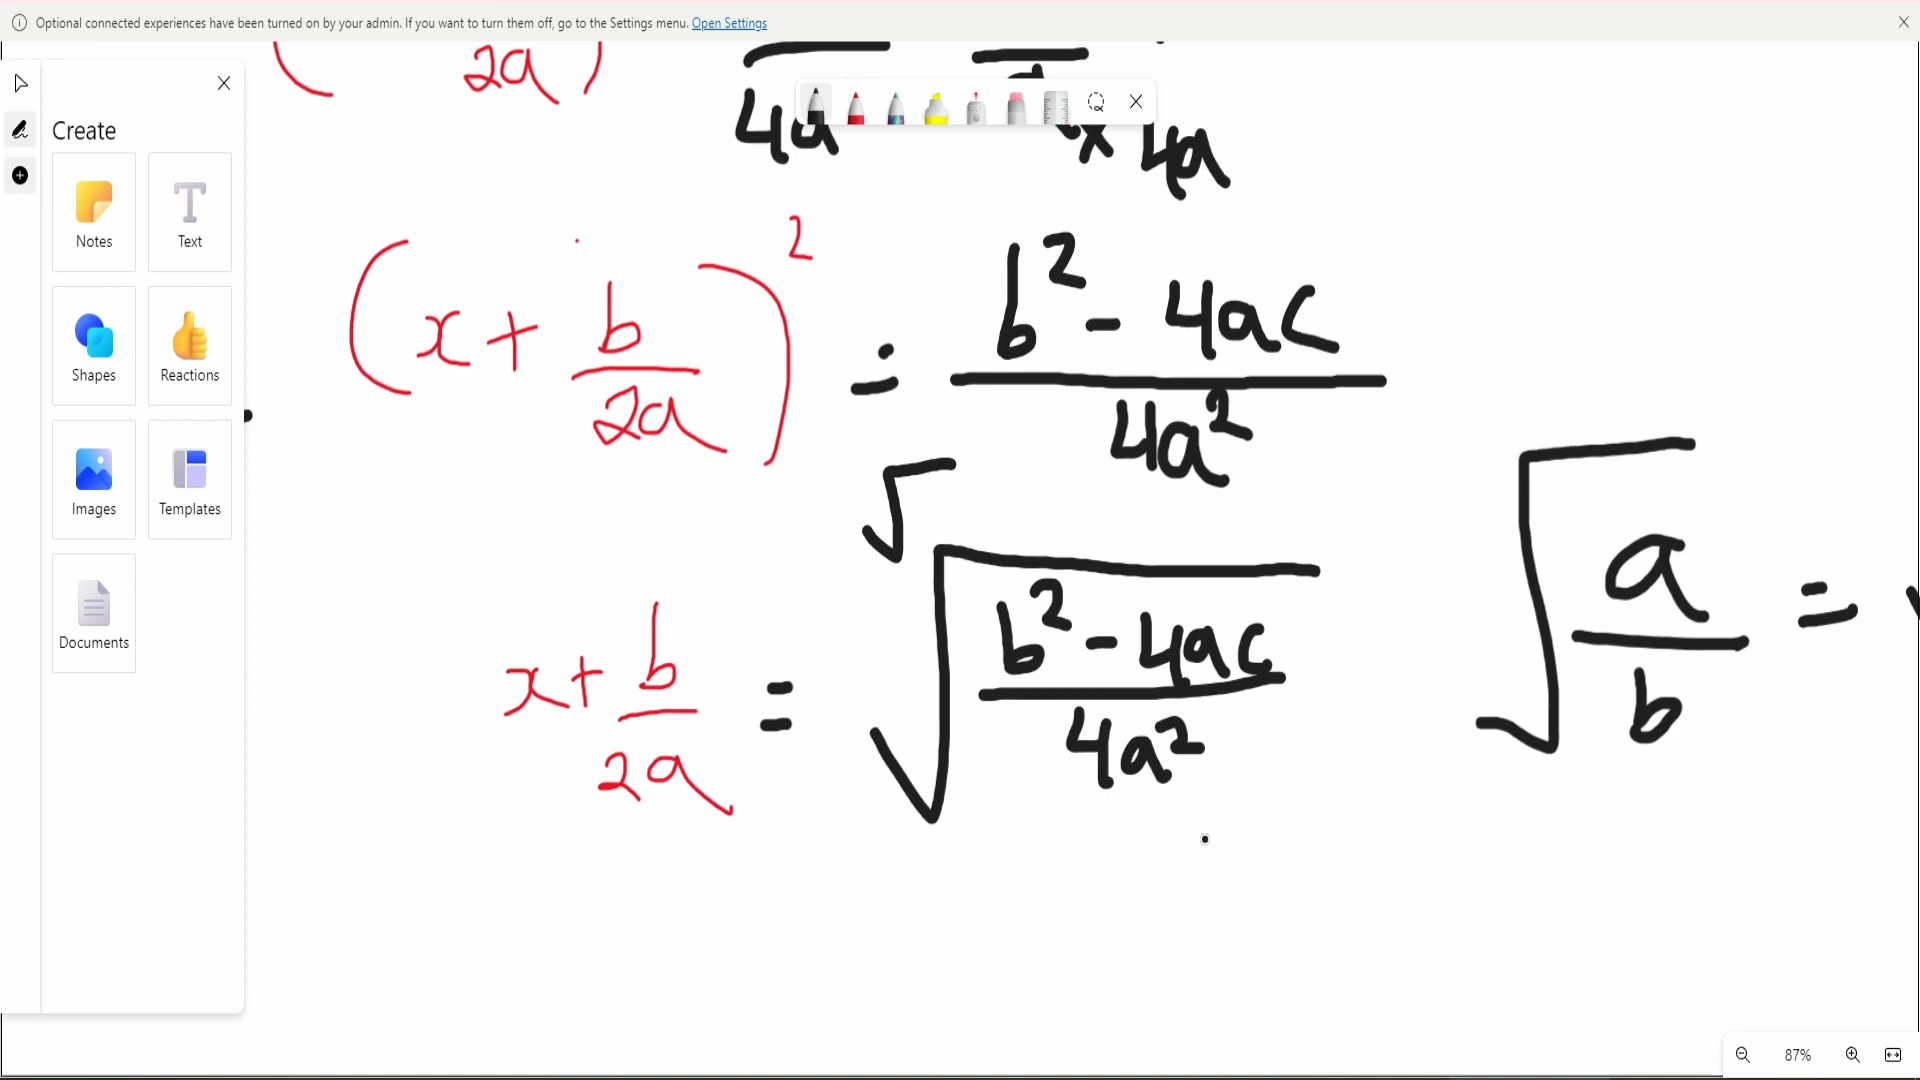 Optional connected experiences have been turned on by your admin. If you want to turn them off, go to the Settings menu. Open Settings
2a )
4a
x 4a
Create
Notes
Text
Shapes
Reactions
Images
Templates
Documents
(x + b/2a)² = b² - 4ac / 4a²
√
x + b/2a = √(b² - 4ac / 4a²)
√(a/b) =
87%